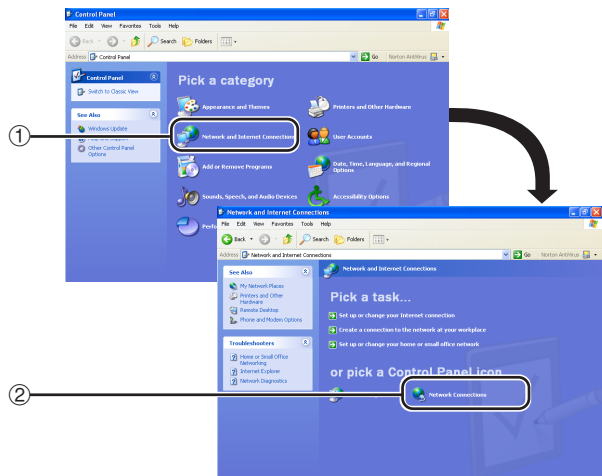 Control Panel
File Edit View Favorites Tools Help
Back Search Folders
Address Control Panel Go Norton AntiVirus
Control Panel
Switch to Classic View
See Also
Windows Update
Help and Support
Other Control Panel
Options
Pick a category
Appearance and Themes
Printers and Other Hardware
① Network and Internet Connections
User Accounts
Add or Remove Programs
Date, Time, Language, and Regional
Options
Sounds, Speech, and Audio Devices
Accessibility Options
Network and Internet Connections
File Edit View Favorites Tools Help
Back Search Folders
Address Network and Internet Connections Go Norton AntiVirus
See Also
My Network Places
Printers and Other
Hardware
Remote Desktop
Phone and Modem Options
Troubleshooters
Home or Small Office
Networking
Internet Explorer
Network Diagnostics
Network and Internet Connections
Pick a task...
Set up or change your Internet connection
Create a connection to the network at your workplace
Set up or change your home or small office network
or pick a Control Panel icon
② Network Connections